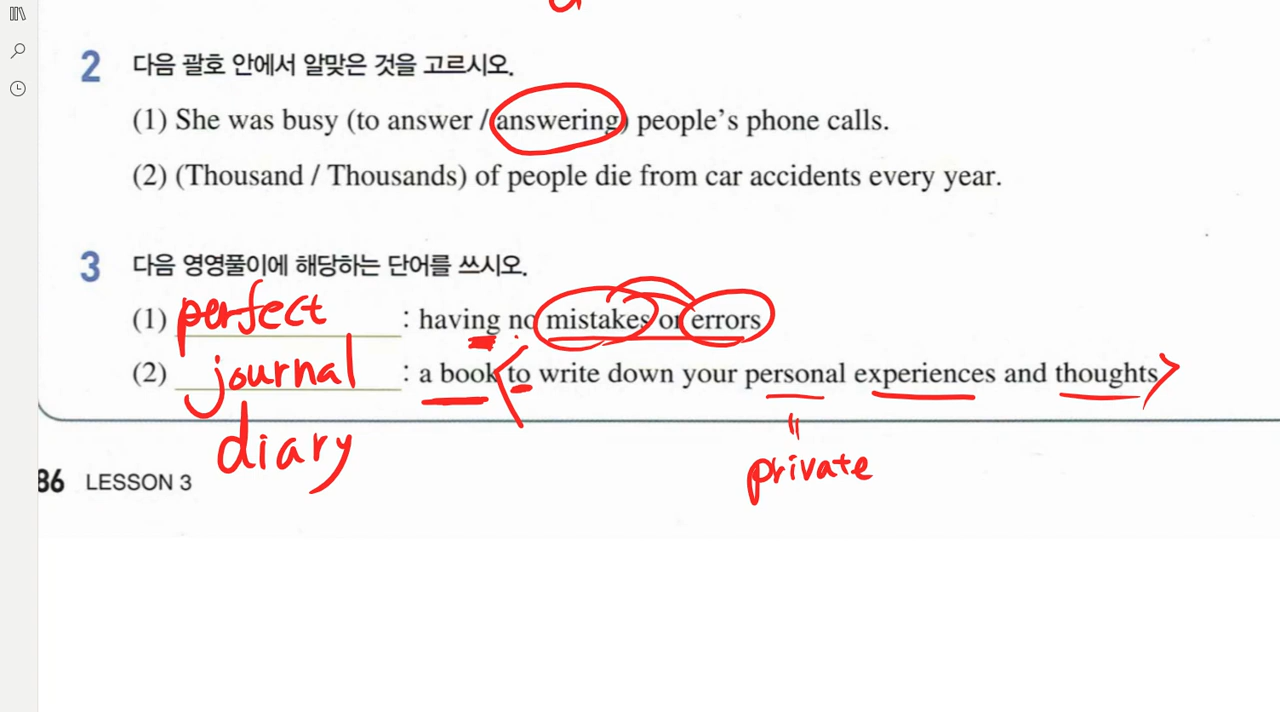 2 다음 괄호 안에서 알맞은 것을 고르시오.
(1) She was busy (to answer / answering) people's phone calls.
(2) (Thousand / Thousands) of people die from car accidents every year.
3 다음 영영풀이에 해당하는 단어를 쓰시오.
(1) perfect : having no mistakes or errors
(2) journal : a book to write down your personal experiences and thoughts
diary
private
86 LESSON 3